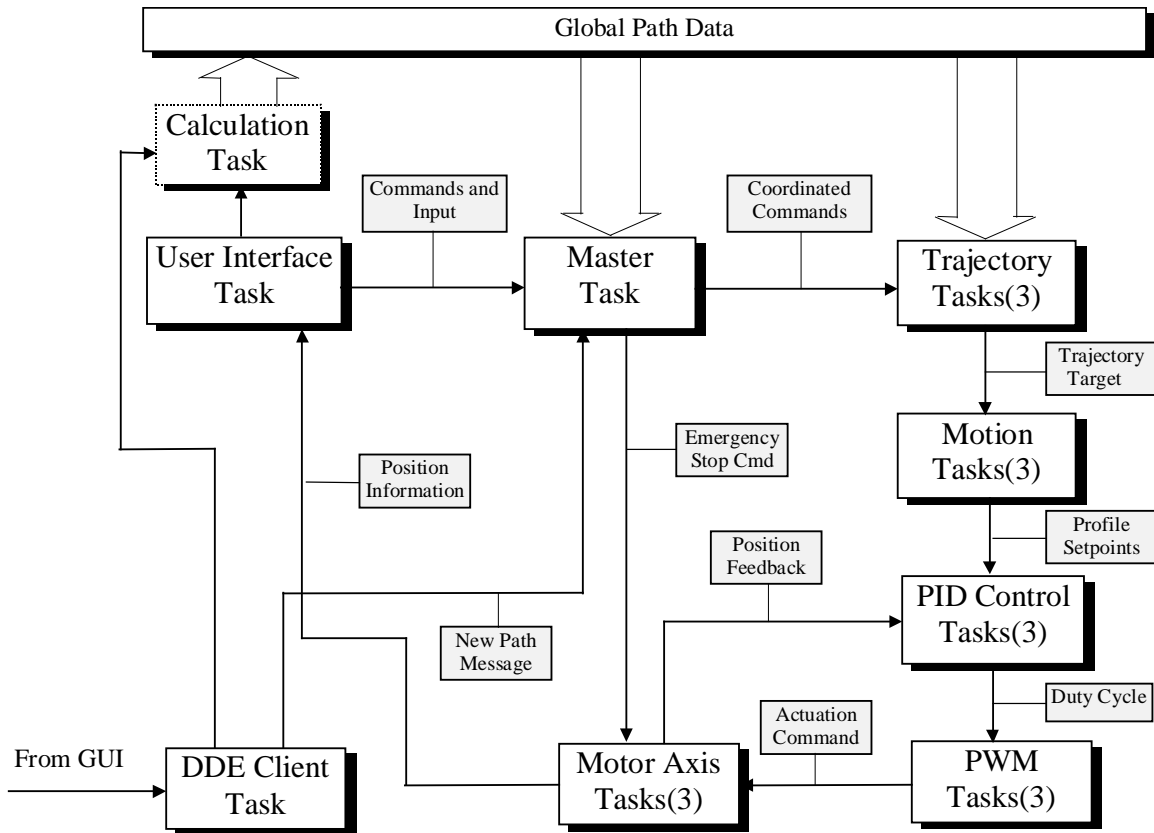 Global Path Data
Calculation
Task
Commands and
Input
Coordinated
Commands
User Interface
Task
Master
Task
Trajectory
Tasks(3)
Trajectory
Target
Motion
Tasks(3)
Emergency
Stop Cmd
Position
Information
Profile
Setpoints
Position
Feedback
PID Control
Tasks(3)
New Path
Message
Duty Cycle
Actuation
Command
From GUI
DDE Client
Task
Motor Axis
Tasks(3)
PWM
Tasks(3)